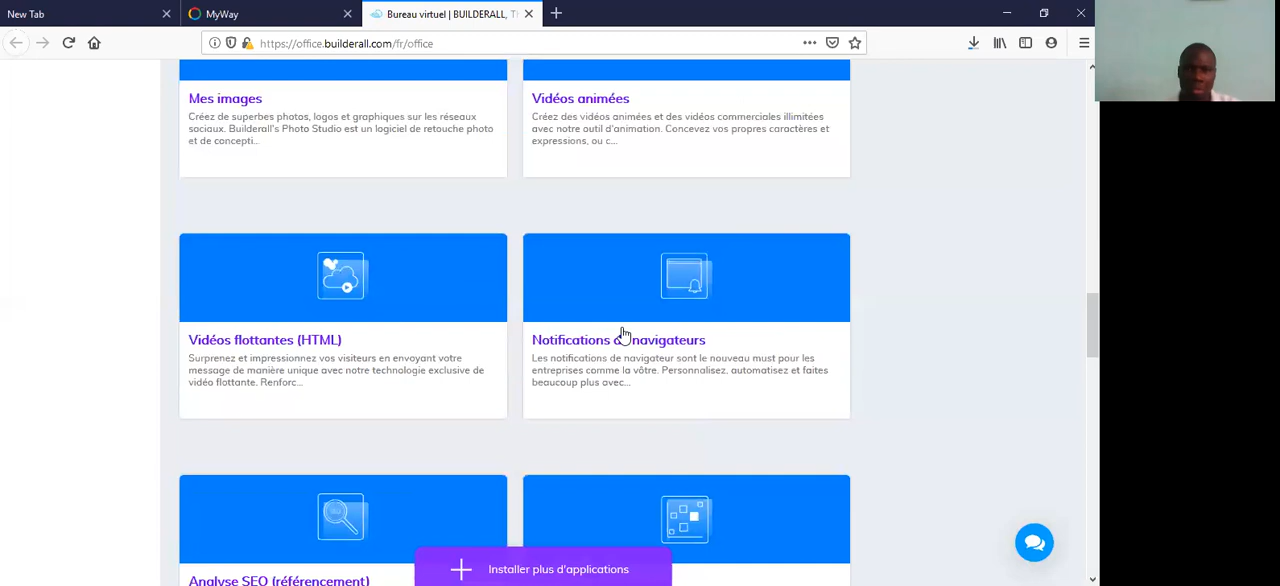 New Tab
MyWay
Bureau virtuel | BUILDERALL, T
https://office.builderall.com/fr/office
Mes images
Créez de superbes photos, logos et graphiques sur les réseaux
sociaux. Builderall's Photo Studio est un logiciel de retouche photo
et de concepti...
Vidéos animées
Créez des vidéos animées et des vidéos commerciales illimitées
avec notre outil d'animation. Concevez vos propres caractères et
expressions, ou c...
Vidéos flottantes (HTML)
Surprenez et impressionnez vos visiteurs en envoyant votre
message de manière unique avec notre technologie exclusive de
vidéo flottante. Renforc...
Notifications navigateurs
Les notifications de navigateur sont le nouveau must pour les
entreprises comme la vôtre. Personnalisez, automatisez et faites
beaucoup plus avec...
Analyse SEO (référencement)
Installer plus d'applications